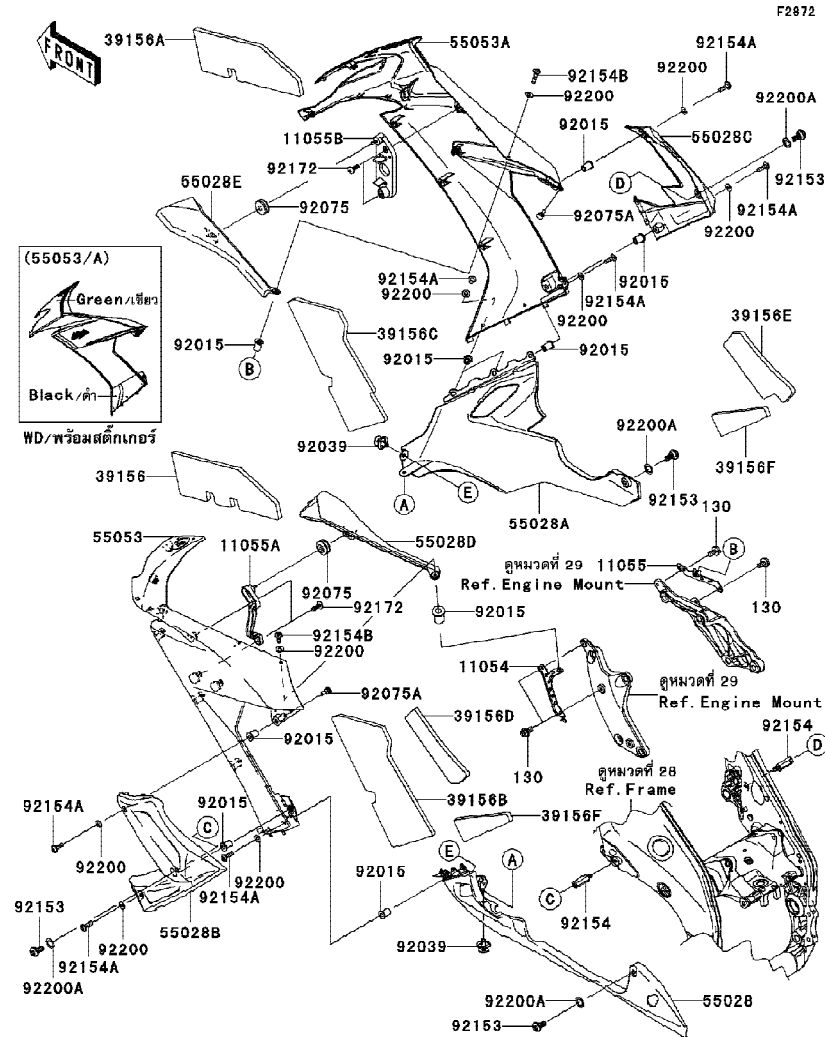 F2872
FRONT
39156A
55053A
92154A
92154B
92200
92200
92200A
11055B
92015
55028C
92172
D
92153
55028E
92075
92075A
92154A
92200
(55053/A)
Green/เขียว
Black/ดำ
WD/พร้อมสติ๊กเกอร์
92154A
92200
92015
92154A
92200
39156E
39156C
92015
B
92015
92015
92200A
92039
39156F
39156
A
E
92153
55028A
130
55053
11055A
55028D
ดูหมวดที่ 29
Ref.Engine Mount
11055
B
92075
92172
130
92015
92154B
92200
11054
ดูหมวดที่ 29
Ref.Engine Mount
92075A
39156D
92154
D
92015
130
ดูหมวดที่ 28
Ref.Frame
92154A
92015
39156B
39156F
C
92200
92200
92154A
E
A
92015
C
92154
92153
92200
55028B
92154A
92039
92200A
92200A
55028
92153